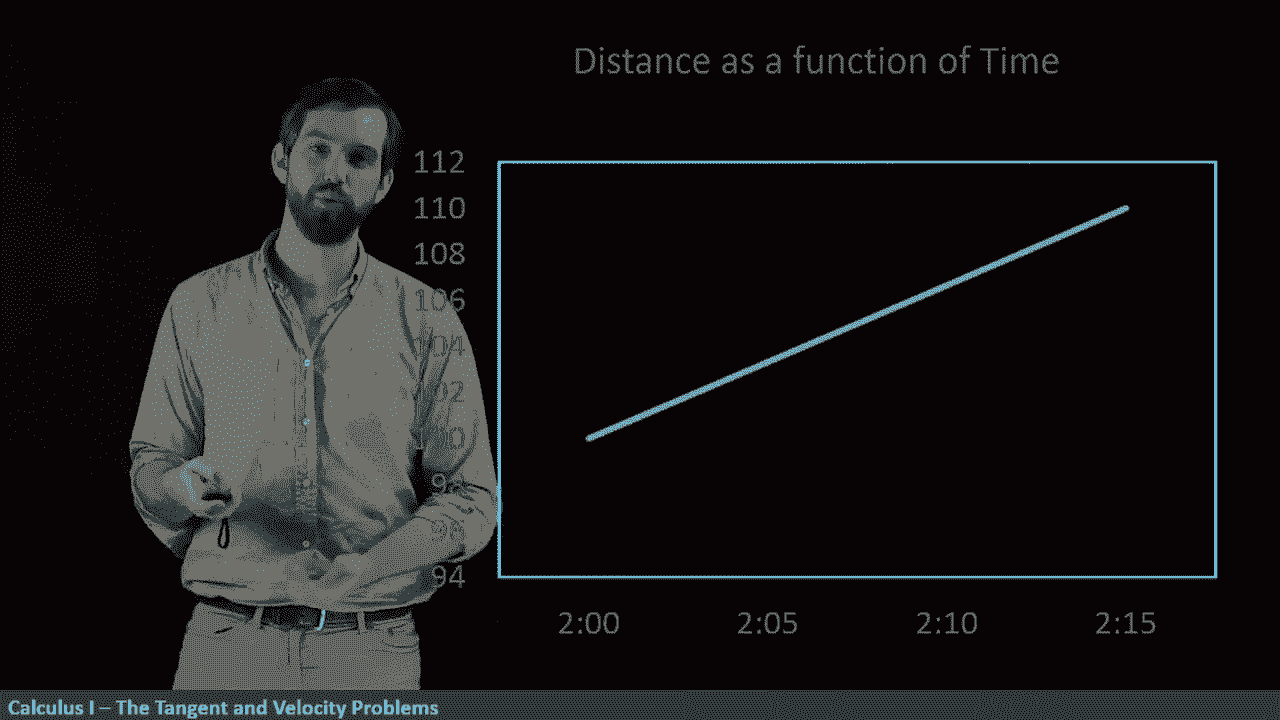 Distance as a function of Time
112
110
108
106
104
94
2:00 2:05 2:10 2:15
Calculus I – The Tangent and Velocity Problems